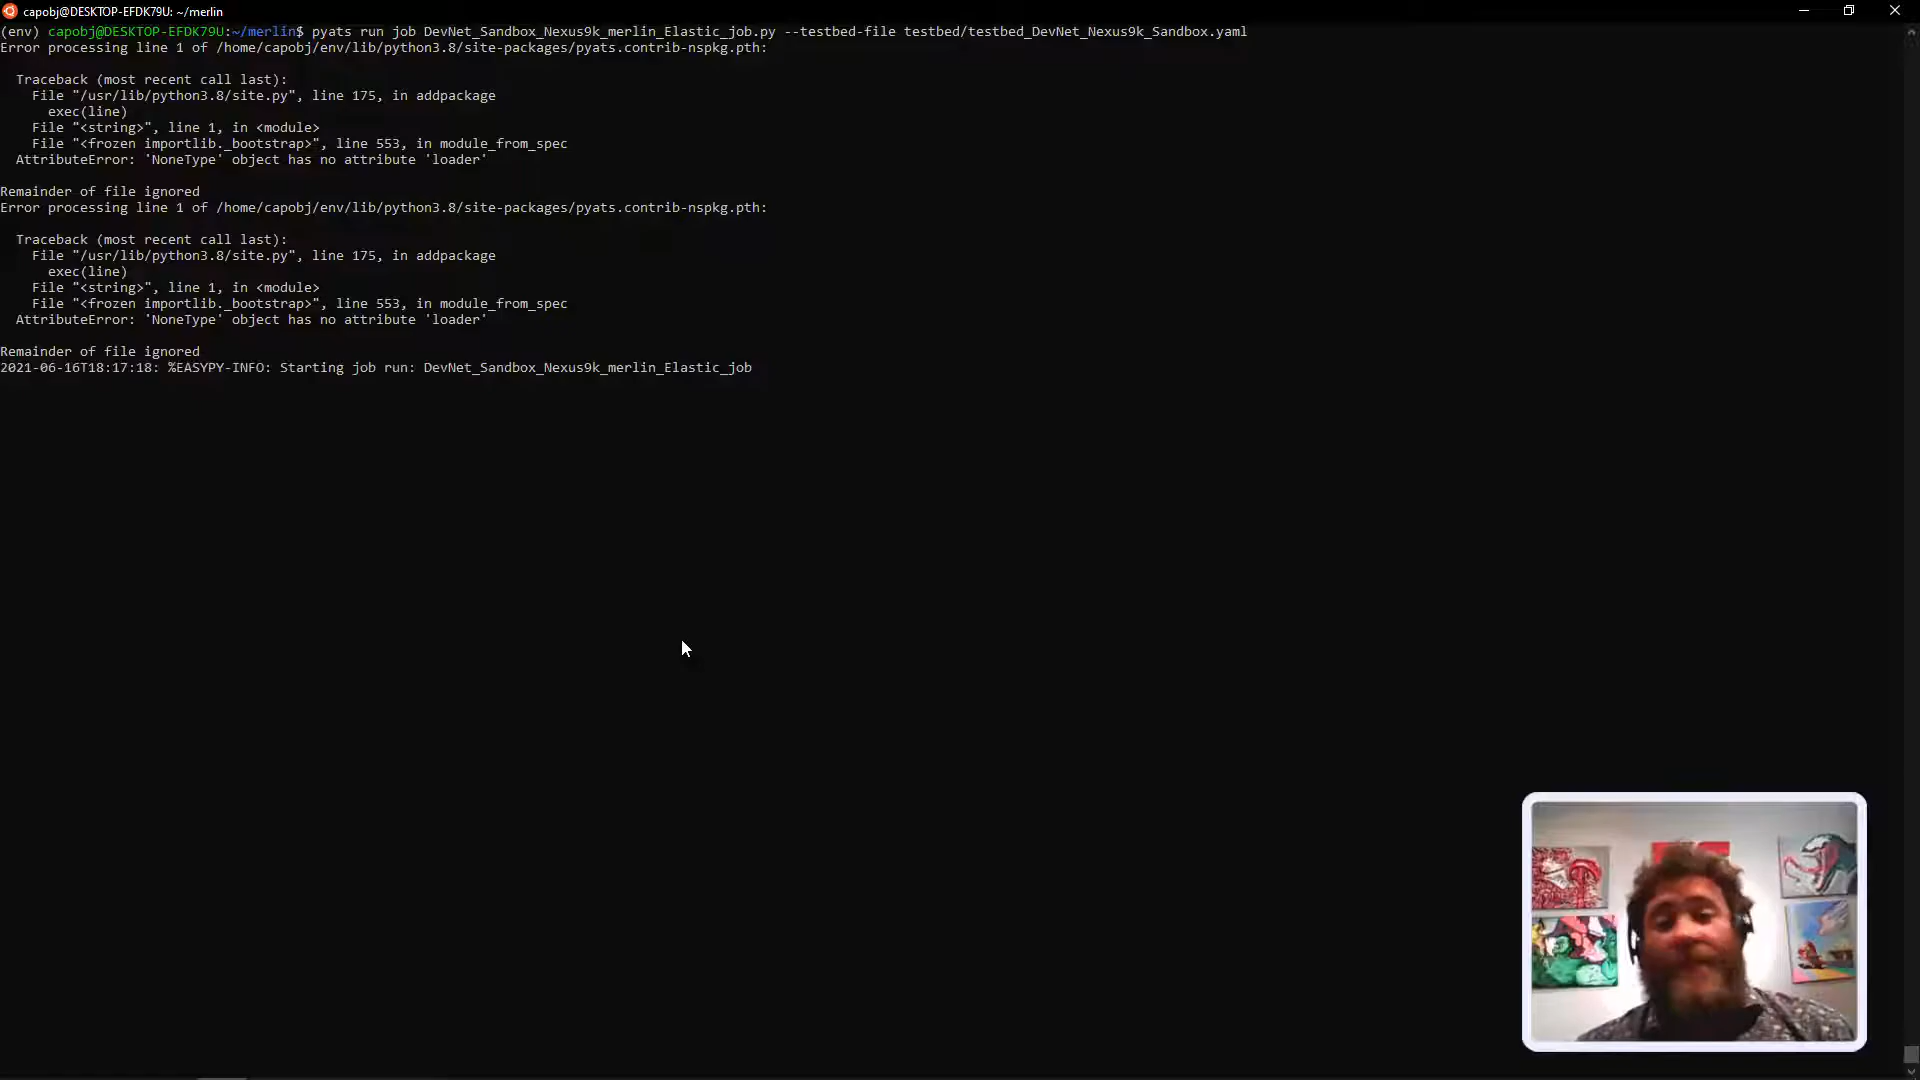 capobj@DESKTOP-EFDK79U: ~/merlin
(env) capobj@DESKTOP-EFDK79U:~/merlin$ pyats run job DevNet_Sandbox_Nexus9k_merlin_Elastic_job.py --testbed-file testbed/testbed_DevNet_Nexus9k_Sandbox.yaml
Error processing line 1 of /home/capobj/env/lib/python3.8/site-packages/pyats.contrib-nspkg.pth:
Traceback (most recent call last):
File "/usr/lib/python3.8/site.py", line 175, in addpackage
exec(line)
File "<string>", line 1, in <module>
File "<frozen importlib._bootstrap>", line 553, in module_from_spec
AttributeError: 'NoneType' object has no attribute 'loader'
Remainder of file ignored
Error processing line 1 of /home/capobj/env/lib/python3.8/site-packages/pyats.contrib-nspkg.pth:
Traceback (most recent call last):
File "/usr/lib/python3.8/site.py", line 175, in addpackage
exec(line)
File "<string>", line 1, in <module>
File "<frozen importlib._bootstrap>", line 553, in module_from_spec
AttributeError: 'NoneType' object has no attribute 'loader'
Remainder of file ignored
2021-06-16T18:17:18: %EASYPY-INFO: Starting job run: DevNet_Sandbox_Nexus9k_merlin_Elastic_job